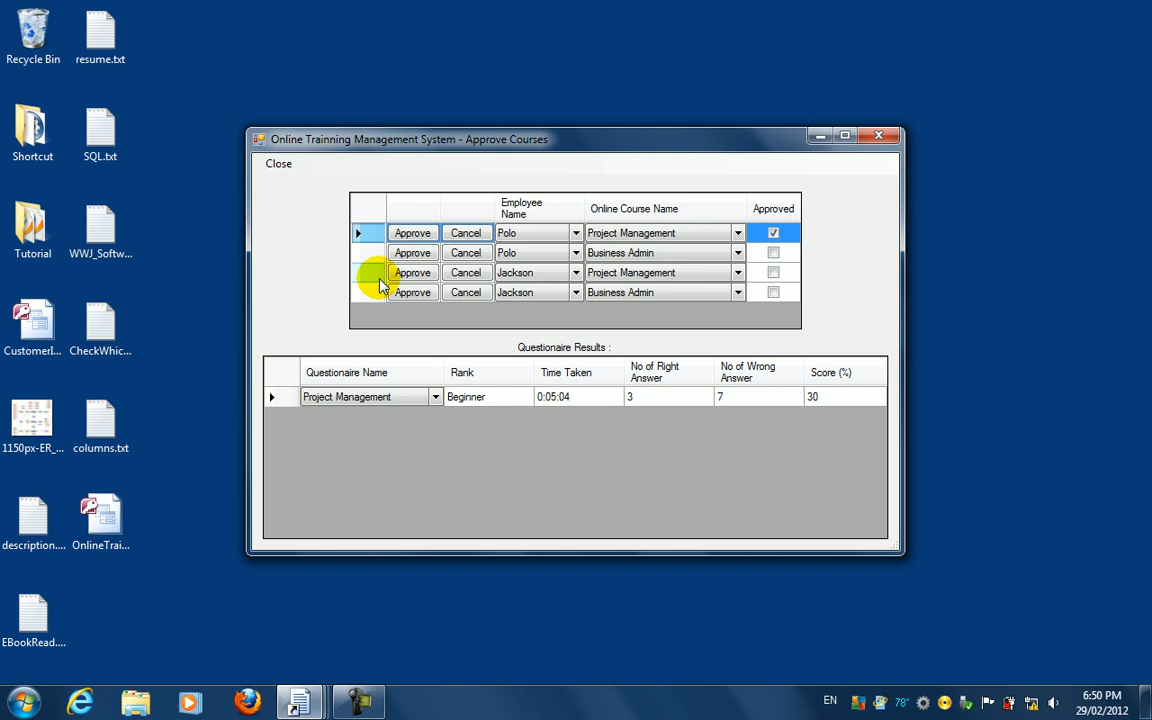 Recycle Bin
resume.txt
Shortcut
SQL.txt
Tutorial
WWJ_Softw...
CustomerI...
CheckWhic...
1150px-ER_...
columns.txt
description....
OnlineTrai...
EBookRead....
Online Trainning Management System - Approve Courses
Close
Employee Name
Online Course Name
Approved
Approve Cancel Polo Project Management
Approve Cancel Polo Business Admin
Approve Cancel Jackson Project Management
Approve Cancel Jackson Business Admin
Questionaire Results :
Questionaire Name
Rank
Time Taken
No of Right Answer
No of Wrong Answer
Score (%)
Project Management Beginner 0:05:04 3 7 30
EN
78°
6:50 PM
29/02/2012